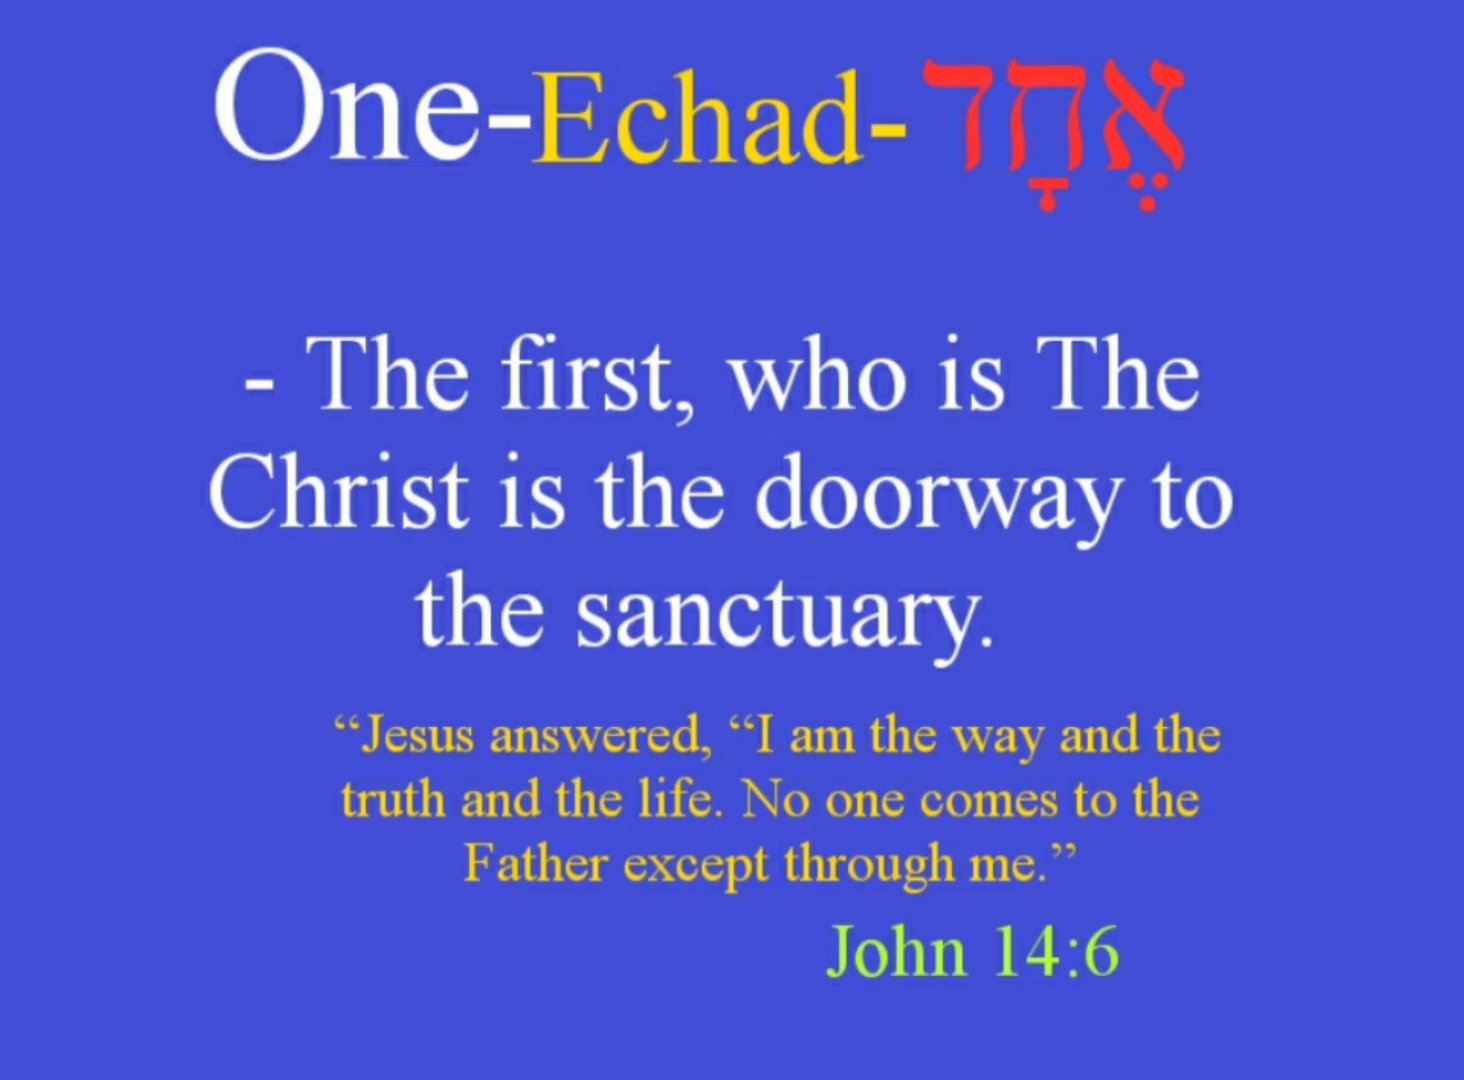 One-Echad-אֶחָד
- The first, who is The
Christ is the doorway to
the sanctuary.
“Jesus answered, “I am the way and the
truth and the life. No one comes to the
Father except through me.”
John 14:6